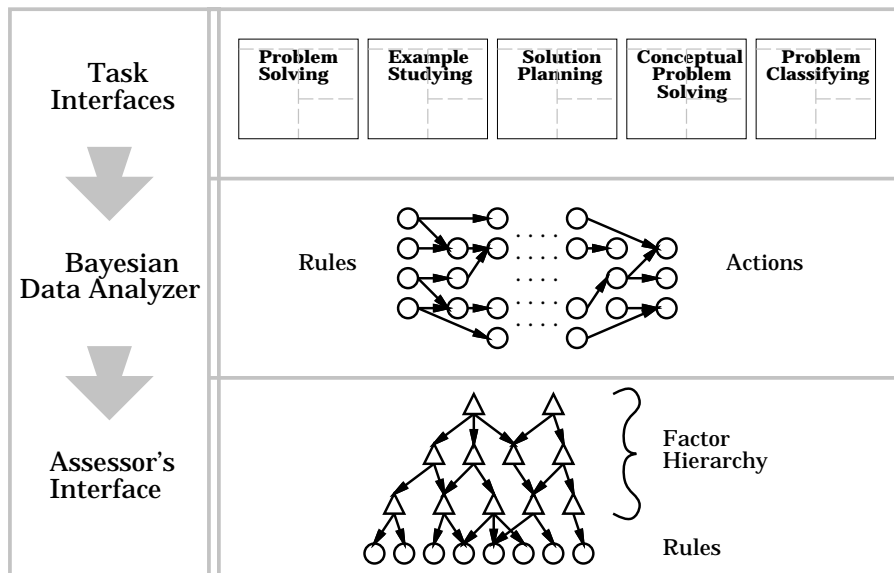 Task
Interfaces
Problem
Solving
Example
Studying
Solution
Planning
Conceptual
Problem
Solving
Problem
Classifying
Bayesian
Data Analyzer
Rules
Actions
Assessor's
Interface
Factor
Hierarchy
Rules